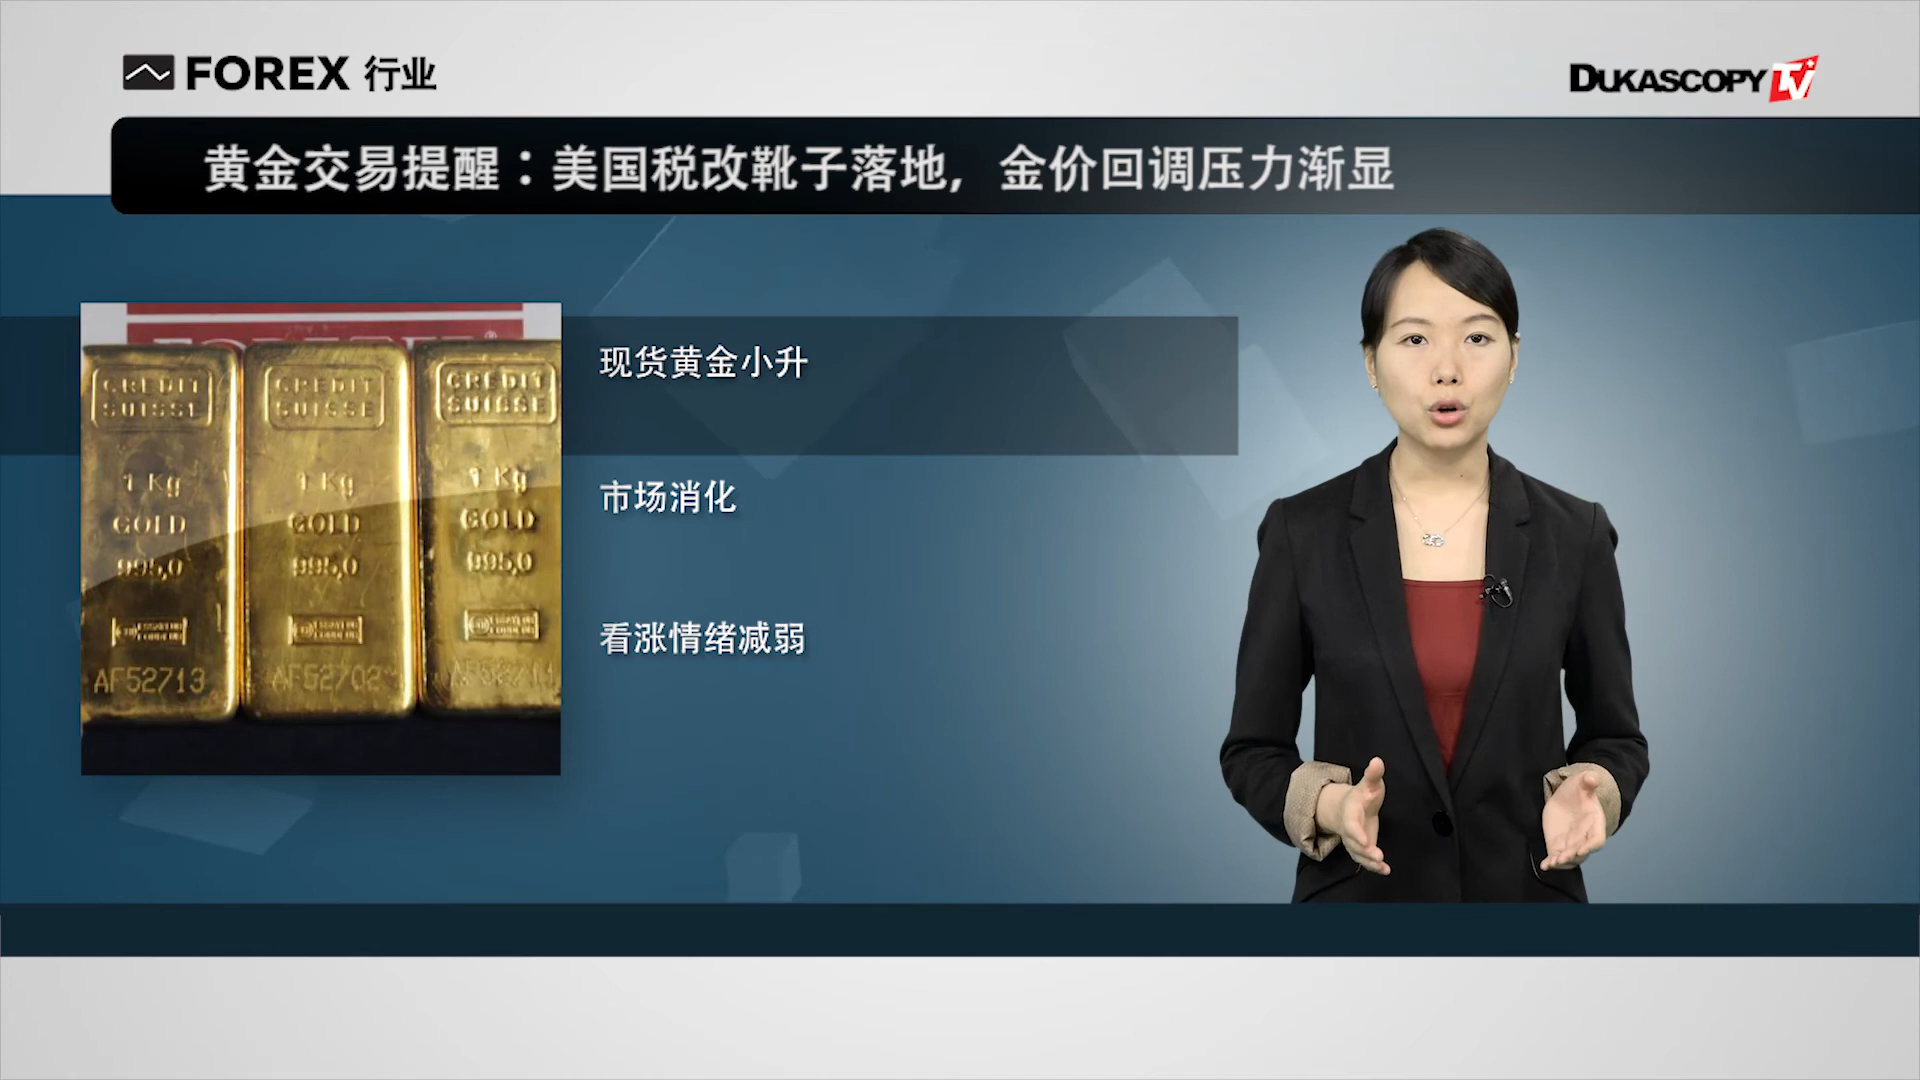 FOREX 行业
DUKASCOPY TV
黄金交易提醒：美国税改靴子落地，金价回调压力渐显
现货黄金小升
市场消化
看涨情绪减弱
CREDIT
SUISSE
1 Kg
GOLD
995,0
AF52713
CREDIT
SUISSE
1 Kg
GOLD
995,0
AF52702
CREDIT
SUISSE
1 Kg
GOLD
995,0